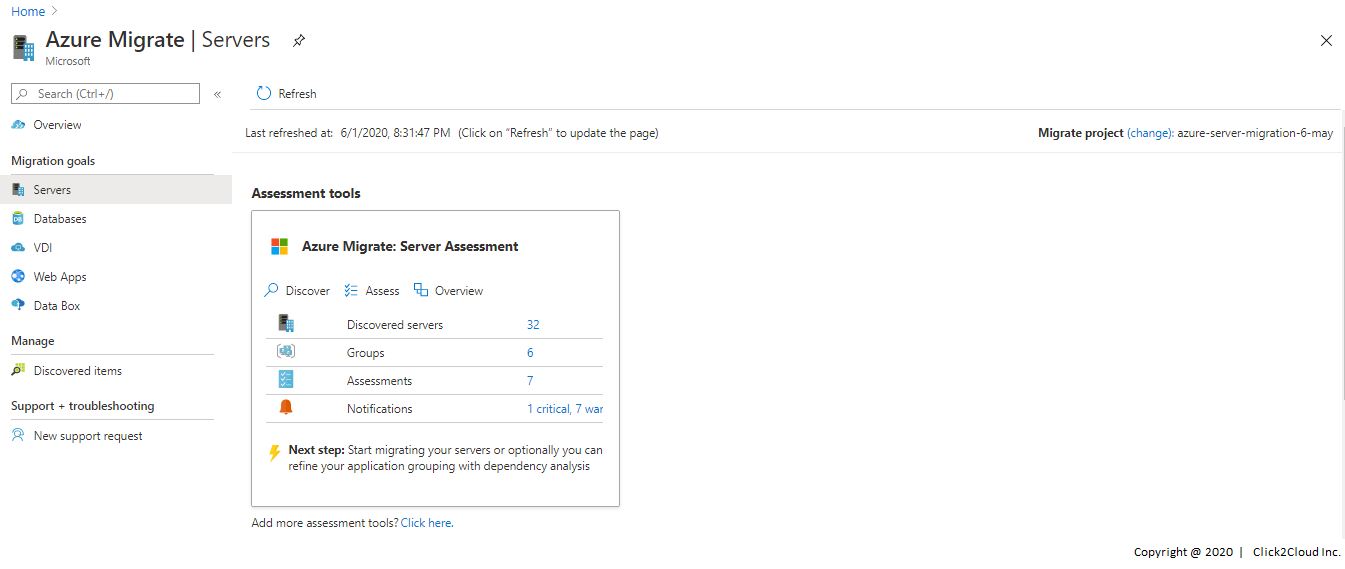 Home
Azure Migrate | Servers
Microsoft
Search (Ctrl+/)
«
Refresh
Overview
Last refreshed at: 6/1/2020, 8:31:47 PM (Click on “Refresh” to update the page)
Migrate project (change): azure-server-migration-6-may
Migration goals
Servers
Databases
VDI
Web Apps
Data Box
Manage
Discovered items
Support + troubleshooting
New support request
Assessment tools
Azure Migrate: Server Assessment
Discover Assess Overview
Discovered servers 32
Groups 6
Assessments 7
Notifications 1 critical, 7 war
Next step: Start migrating your servers or optionally you can
refine your application grouping with dependency analysis
Add more assessment tools? Click here.
Copyright @ 2020 | Click2Cloud Inc.